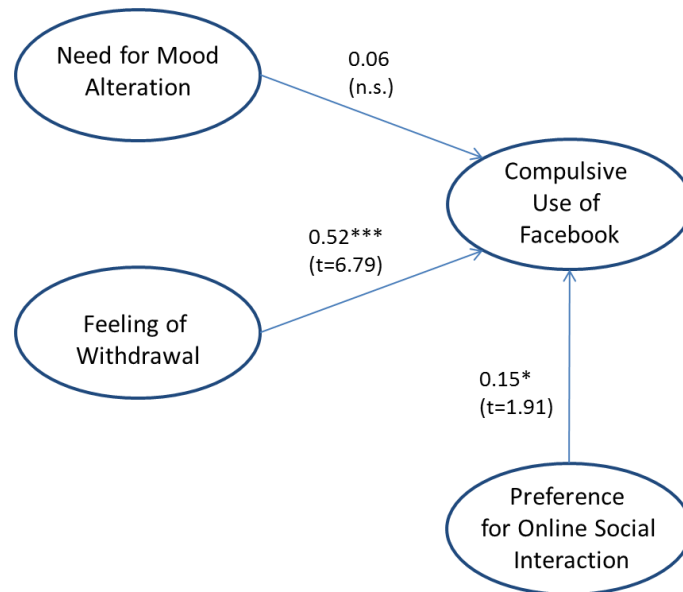 Need for Mood
Alteration
0.06
(n.s.)
Compulsive
Use of
Facebook
0.52***
(t=6.79)
Feeling of
Withdrawal
0.15*
(t=1.91)
Preference
for Online Social
Interaction